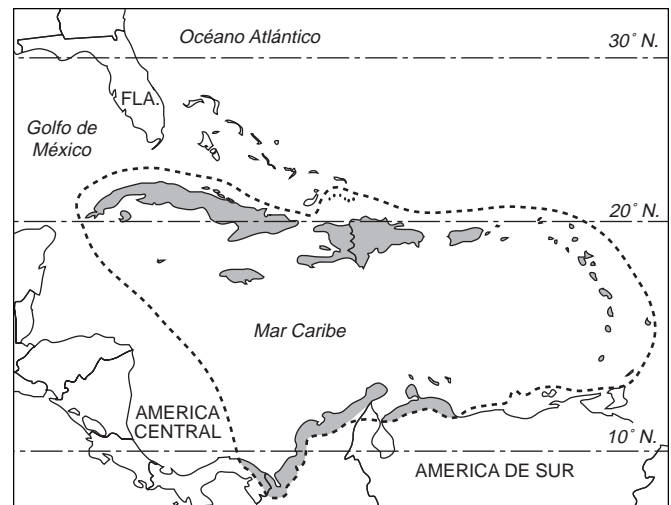 Océano Atlántico
30° N.
FLA.
Golfo de
México
20° N.
Mar Caribe
AMERICA
CENTRAL
10° N.
AMERICA DE SUR